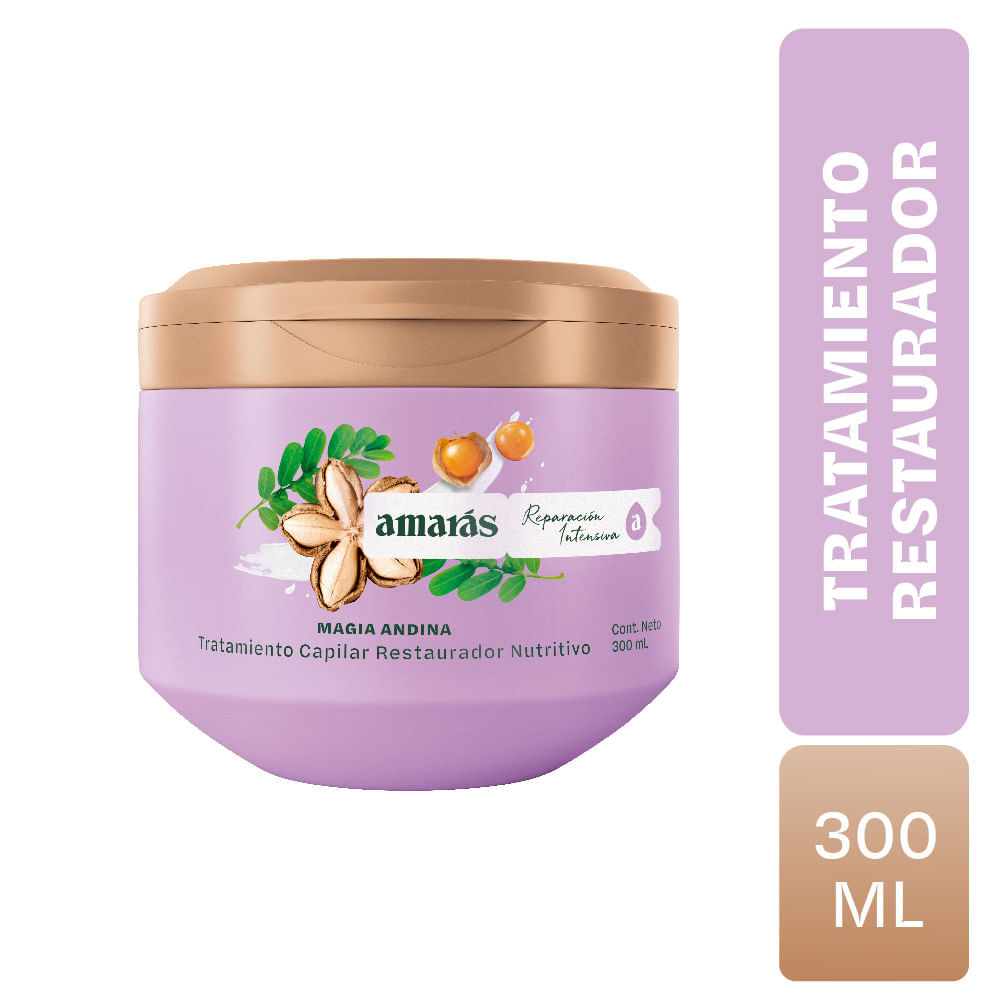 amarás
Reparación
Intensiva
a
MAGIA ANDINA
Tratamiento Capilar Restaurador Nutritivo
Cont. Neto
300 mL
TRATAMIENTO
RESTAURADOR
300
ML